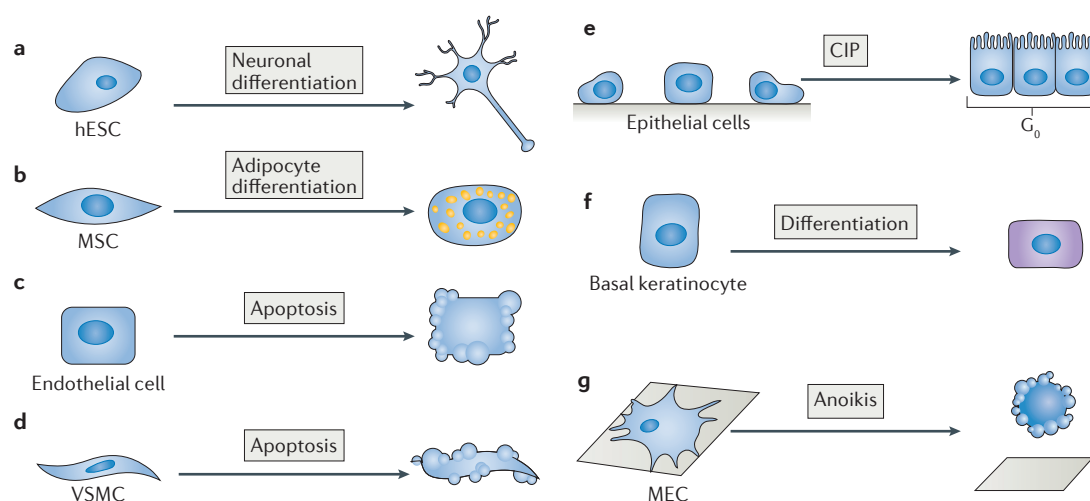 a
Neuronal
differentiation
hESC
b
Adipocyte
differentiation
MSC
c
Apoptosis
Endothelial cell
d
Apoptosis
VSMC
e
CIP
Epithelial cells
G₀
f
Differentiation
Basal keratinocyte
g
Anoikis
MEC